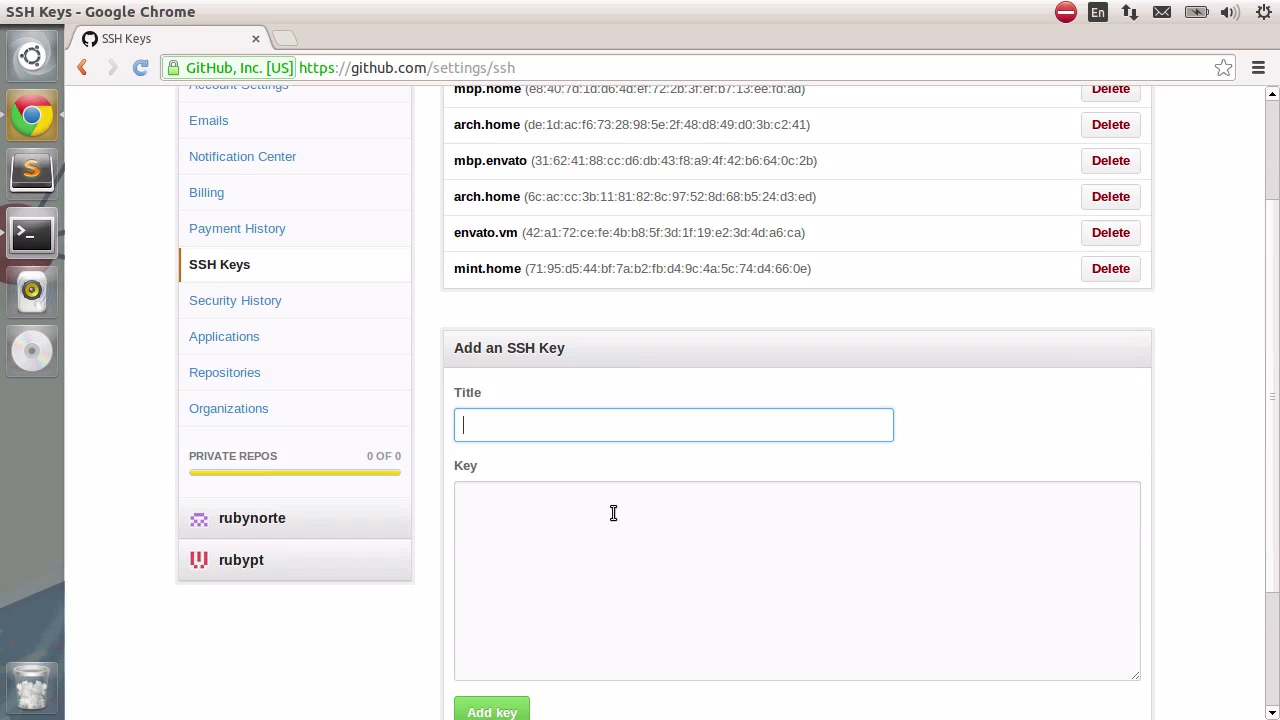 SSH Keys - Google Chrome
En
SSH Keys
GitHub, Inc. [US] https://github.com/settings/ssh
Account Settings
Emails
Notification Center
Billing
Payment History
SSH Keys
Security History
Applications
Repositories
Organizations
PRIVATE REPOS 0 OF 0
rubynorte
rubypt
mbp.home (e8:40:7d:1d:d6:4d:ef:72:2b:3f:ef:b7:13:ee:fd:ad) Delete
arch.home (de:1d:ac:f6:73:28:98:5e:2f:48:d8:49:d0:3b:c2:41) Delete
mbp.envato (31:62:41:88:cc:d6:db:43:f8:a9:4f:42:b6:64:0c:2b) Delete
arch.home (6c:ac:cc:3b:11:81:82:8c:97:52:8d:68:b5:24:d3:ed) Delete
envato.vm (42:a1:72:ce:fe:4b:b8:5f:3d:1f:19:e2:3d:4d:a6:ca) Delete
mint.home (71:95:d5:44:bf:7a:b2:fb:d4:9c:4a:5c:74:d4:66:0e) Delete
Add an SSH Key
Title
Key
Add key